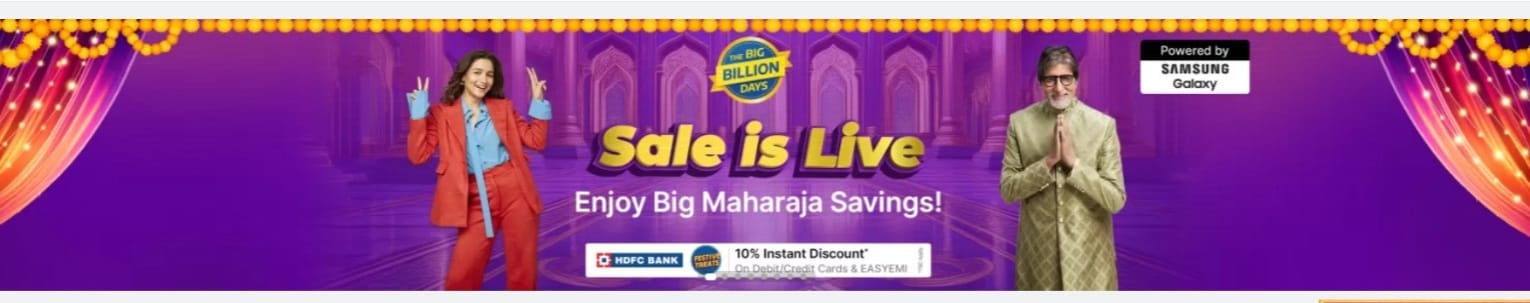 THE BIG
BILLION
DAYS
Powered by
SAMSUNG
Galaxy
Sale is Live
Enjoy Big Maharaja Savings!
HDFC BANK
FESTIVE
TREATS
10% Instant Discount*
On Debit/Credit Cards & EASYEMI